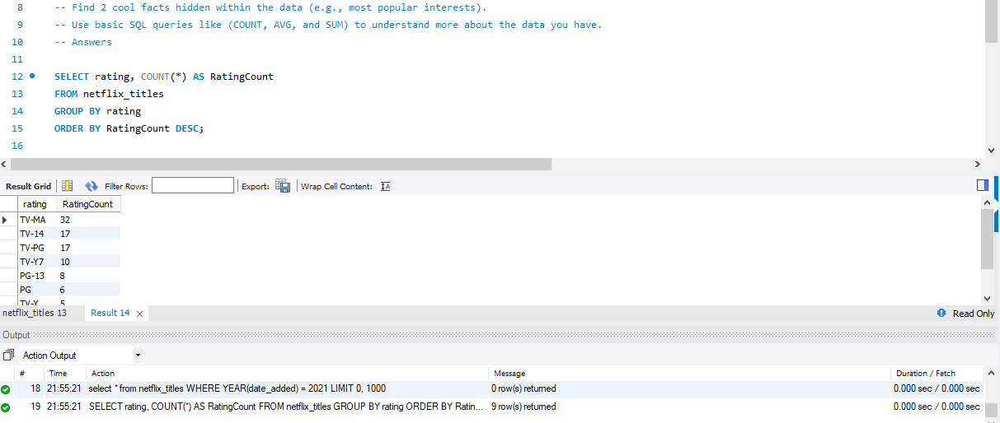 8 -- Find 2 cool facts hidden within the data (e.g., most popular interests).
9 -- Use basic SQL queries like (COUNT, AVG, and SUM) to understand more about the data you have.
10 -- Answers
11
12 SELECT rating, COUNT(*) AS RatingCount
13 FROM netflix_titles
14 GROUP BY rating
15 ORDER BY RatingCount DESC;
16
Result Grid Filter Rows: Export: Wrap Cell Content:
rating RatingCount
TV-MA 32
TV-14 17
TV-PG 17
TV-Y7 10
PG-13 8
PG 6
TV-Y 5
netflix_titles 13 Result 14 Read Only
Output
Action Output
# Time Action Message Duration / Fetch
18 21:55:21 select * from netflix_titles WHERE YEAR(date_added) = 2021 LIMIT 0, 1000 0 row(s) returned 0.000 sec / 0.000 sec
19 21:55:21 SELECT rating, COUNT(*) AS RatingCount FROM netflix_titles GROUP BY rating ORDER BY Ratin... 9 row(s) returned 0.000 sec / 0.000 sec